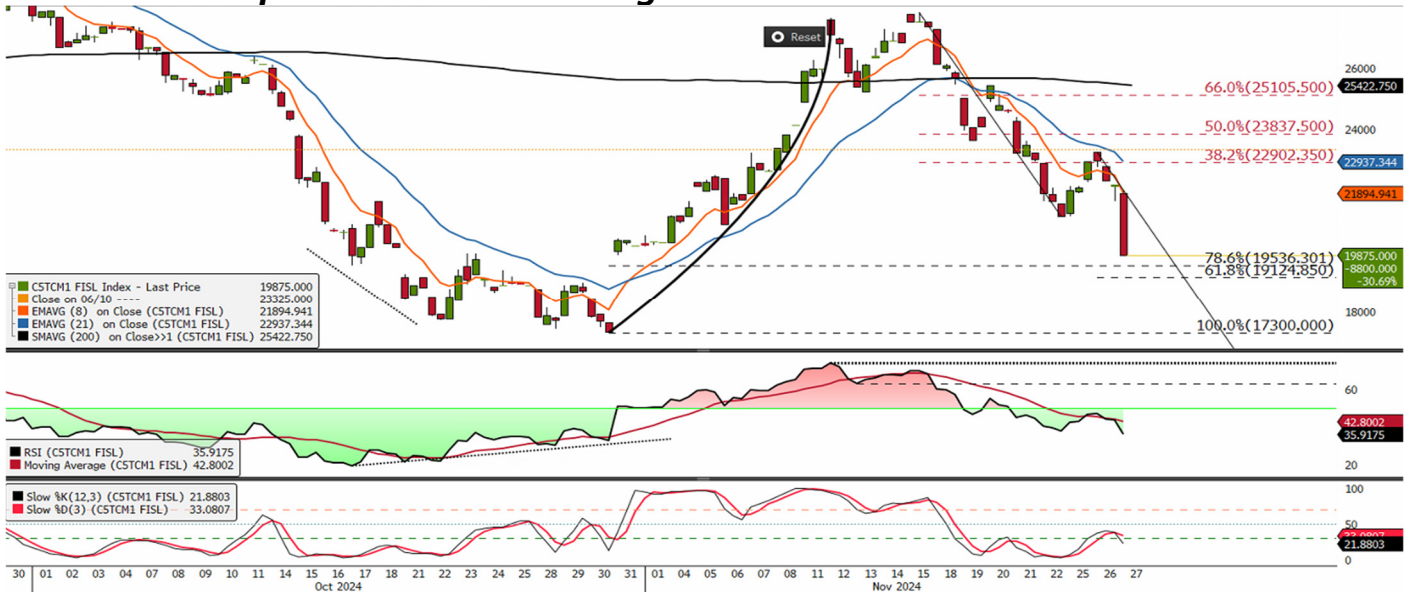 Reset
26000
25422.750
66.0%(25105.500)
24000
50.0%(23837.500)
38.2%(22902.350)
22937.344
21894.941
78.6%(19536.301)
19875.000
61.8%(19124.850)
-8800.000
-30.69%
18000
100.0%(17300.000)
C5TCM1 FISL Index - Last Price 19875.000
Close on 06/10 ---- 23325.000
EMAVG (8) on Close (C5TCM1 FISL) 21894.941
EMAVG (21) on Close (C5TCM1 FISL) 22937.344
SMAVG (200) on Close>>1 (C5TCM1 FISL) 25422.750
60
42.8002
35.9175
20
RSI (C5TCM1 FISL) 35.9175
Moving Average (C5TCM1 FISL) 42.8002
Slow %K(12,3) (C5TCM1 FISL) 21.8803
Slow %D(3) (C5TCM1 FISL) 33.0807
100
50
33.0807
21.8803
0
30 01 02 03 04 07 08 09 10 11 14 15 16 17 18 21 22 23 24 25 28 29 30 31 01 04 05 06 07 08 11 12 13 14 15 18 19 20 21 22 25 26 27
Oct 2024 Nov 2024